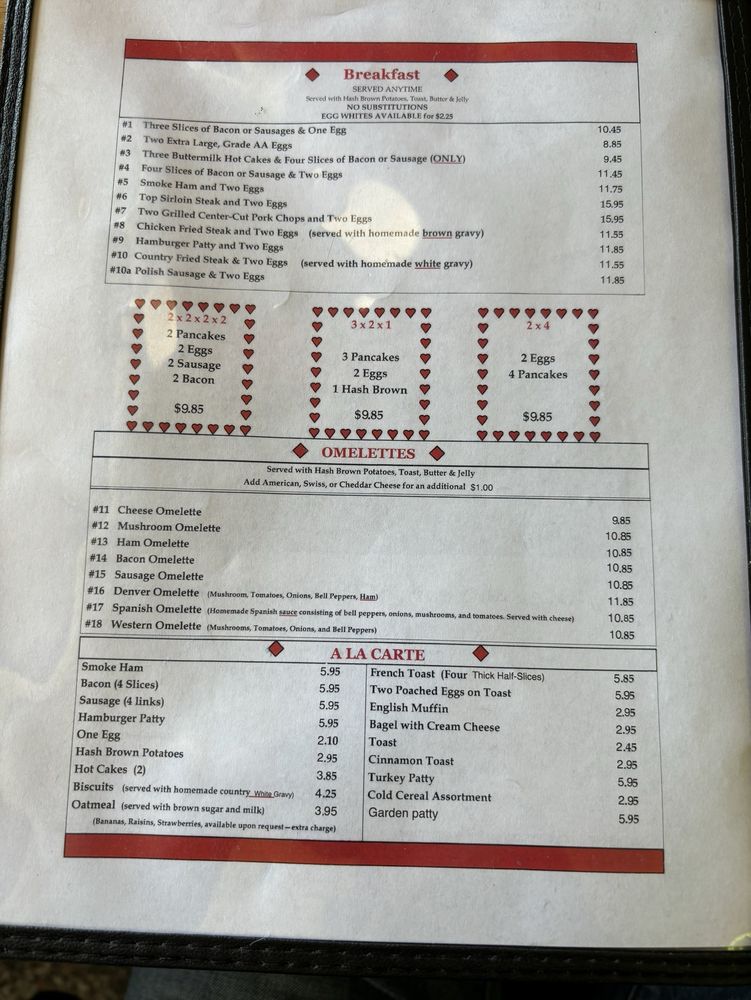 Breakfast
SERVED ANYTIME
Served with Hash Brown Potatoes, Toast, Butter & Jelly
NO SUBSTITUTIONS
EGG WHITES AVAILABLE for $2.25
#1 Three Slices of Bacon or Sausages & One Egg 10.45
#2 Two Extra Large, Grade AA Eggs 8.85
#3 Three Buttermilk Hot Cakes & Four Slices of Bacon or Sausage (ONLY) 9.45
#4 Four Slices of Bacon or Sausage & Two Eggs 11.45
#5 Smoke Ham and Two Eggs 11.75
#6 Top Sirloin Steak and Two Eggs 15.95
#7 Two Grilled Center-Cut Pork Chops and Two Eggs 15.95
#8 Chicken Fried Steak and Two Eggs (served with homemade brown gravy) 11.55
#9 Hamburger Patty and Two Eggs 11.85
#10 Country Fried Steak & Two Eggs (served with homemade white gravy) 11.55
#10a Polish Sausage & Two Eggs 11.85
2 x 2 x 2 x 2
2 Pancakes
2 Eggs
2 Sausage
2 Bacon
$9.85
3 x 2 x 1
3 Pancakes
2 Eggs
1 Hash Brown
$9.85
2 x 4
2 Eggs
4 Pancakes
$9.85
OMELETTES
Served with Hash Brown Potatoes, Toast, Butter & Jelly
Add American, Swiss, or Cheddar Cheese for an additional $1.00
#11 Cheese Omelette 9.85
#12 Mushroom Omelette 10.85
#13 Ham Omelette 10.85
#14 Bacon Omelette 10.85
#15 Sausage Omelette 10.85
#16 Denver Omelette (Mushroom, Tomatoes, Onions, Bell Peppers, Ham) 11.85
#17 Spanish Omelette (Homemade Spanish sauce consisting of bell peppers, onions, mushrooms, and tomatoes. Served with cheese) 10.85
#18 Western Omelette (Mushrooms, Tomatoes, Onions, and Bell Peppers) 10.85
A LA CARTE
Smoke Ham 5.95
Bacon (4 Slices) 5.95
Sausage (4 links) 5.95
Hamburger Patty 5.95
One Egg 2.10
Hash Brown Potatoes 2.95
Hot Cakes (2) 3.85
Biscuits (served with homemade country White Gravy) 4.25
Oatmeal (served with brown sugar and milk) 3.95
(Bananas, Raisins, Strawberries, available upon request—extra charge)
French Toast (Four Thick Half-Slices) 5.85
Two Poached Eggs on Toast 5.95
English Muffin 2.95
Bagel with Cream Cheese 2.95
Toast 2.45
Cinnamon Toast 2.95
Turkey Patty 5.95
Cold Cereal Assortment 2.95
Garden patty 5.95